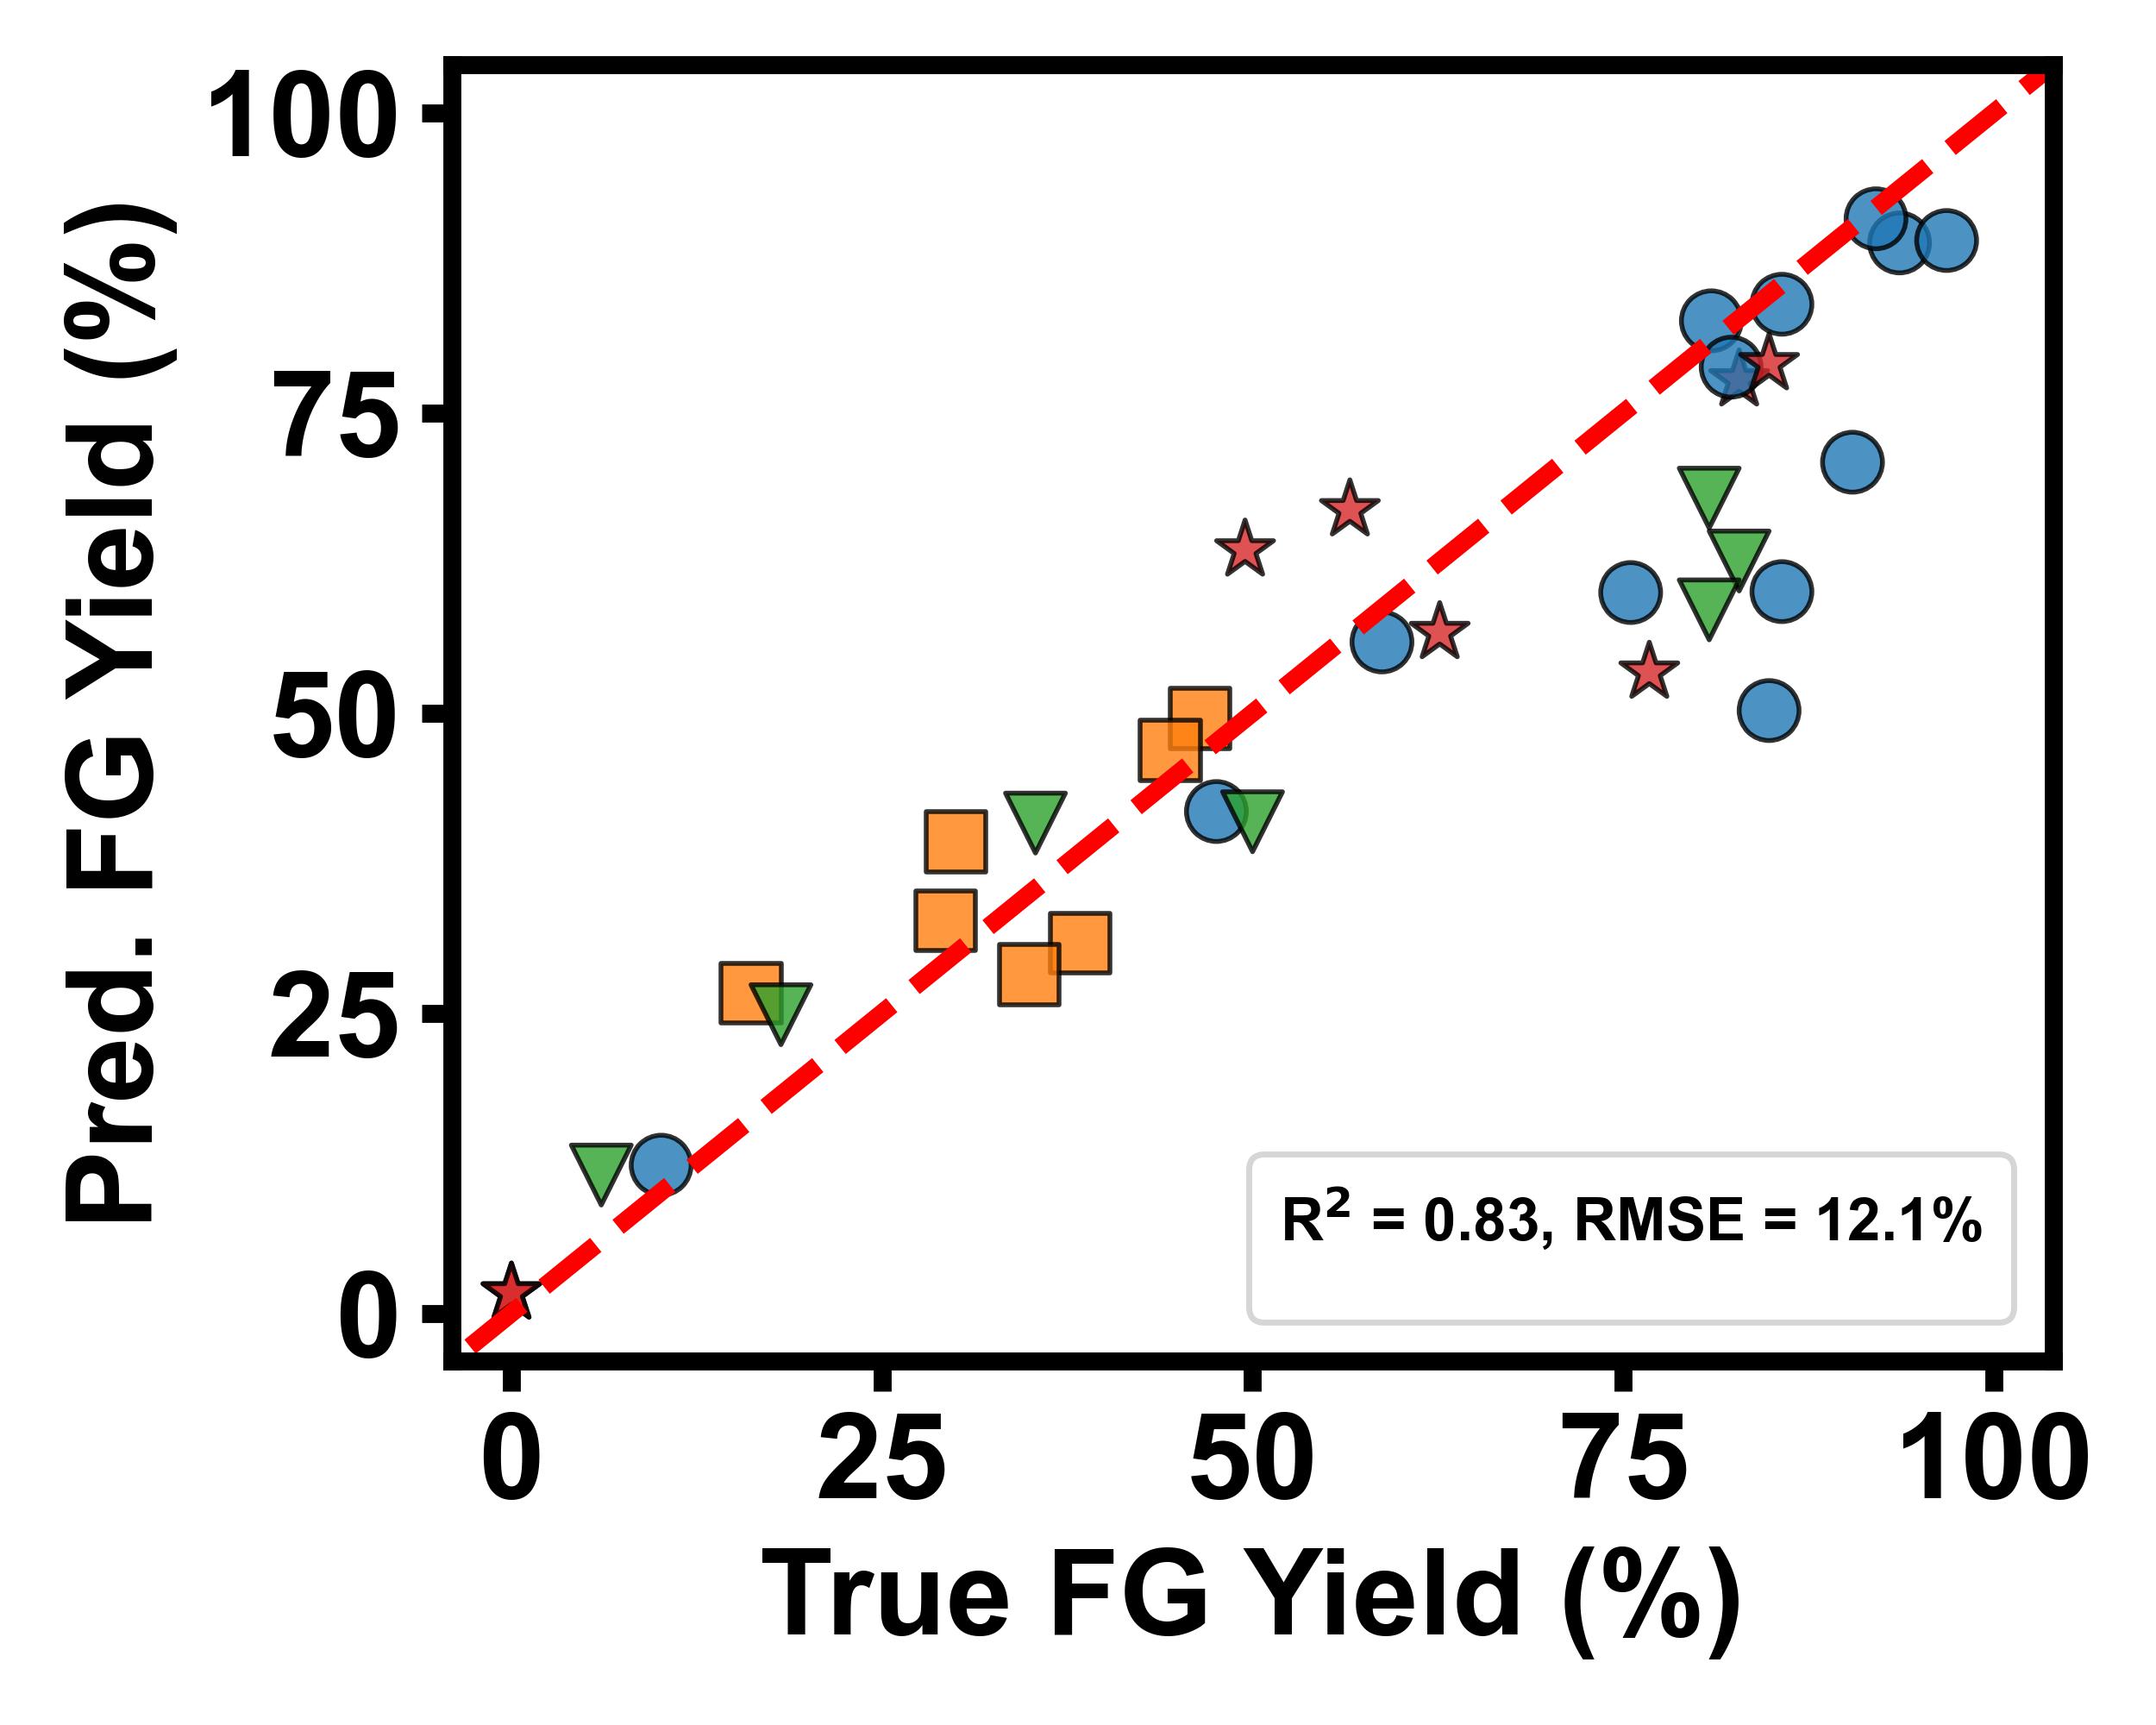 Pred. FG Yield (%)
100
75
50
25
0
R² = 0.83, RMSE = 12.1%
0 25 50 75 100
True FG Yield (%)